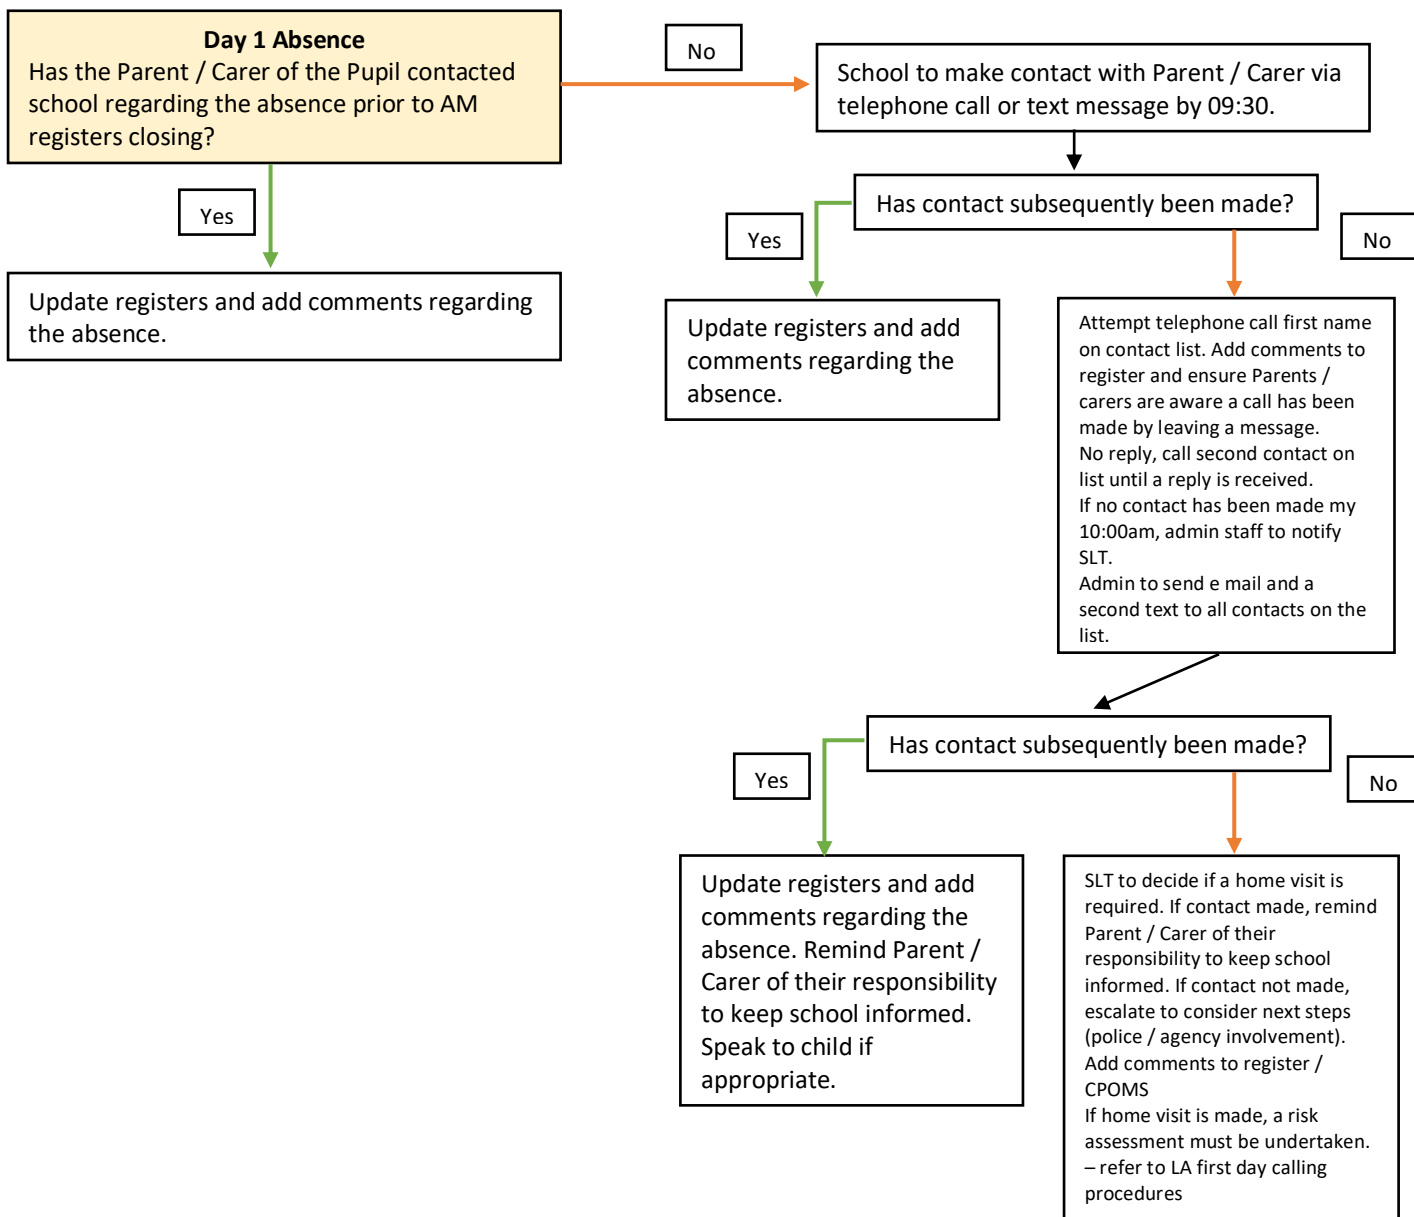 Day 1 Absence
Has the Parent / Carer of the Pupil contacted
school regarding the absence prior to AM
registers closing?
No
School to make contact with Parent / Carer via
telephone call or text message by 09:30.
Yes
Update registers and add comments regarding
the absence.
Has contact subsequently been made?
Yes
No
Update registers and add
comments regarding the
absence.
Attempt telephone call first name
on contact list. Add comments to
register and ensure Parents /
carers are aware a call has been
made by leaving a message.
No reply, call second contact on
list until a reply is received.
If no contact has been made my
10:00am, admin staff to notify
SLT.
Admin to send e mail and a
second text to all contacts on the
list.
Has contact subsequently been made?
Yes
No
Update registers and add
comments regarding the
absence. Remind Parent /
Carer of their responsibility
to keep school informed.
Speak to child if
appropriate.
SLT to decide if a home visit is
required. If contact made, remind
Parent / Carer of their
responsibility to keep school
informed. If contact not made,
escalate to consider next steps
(police / agency involvement).
Add comments to register /
CPOMS
If home visit is made, a risk
assessment must be undertaken.
– refer to LA first day calling
procedures